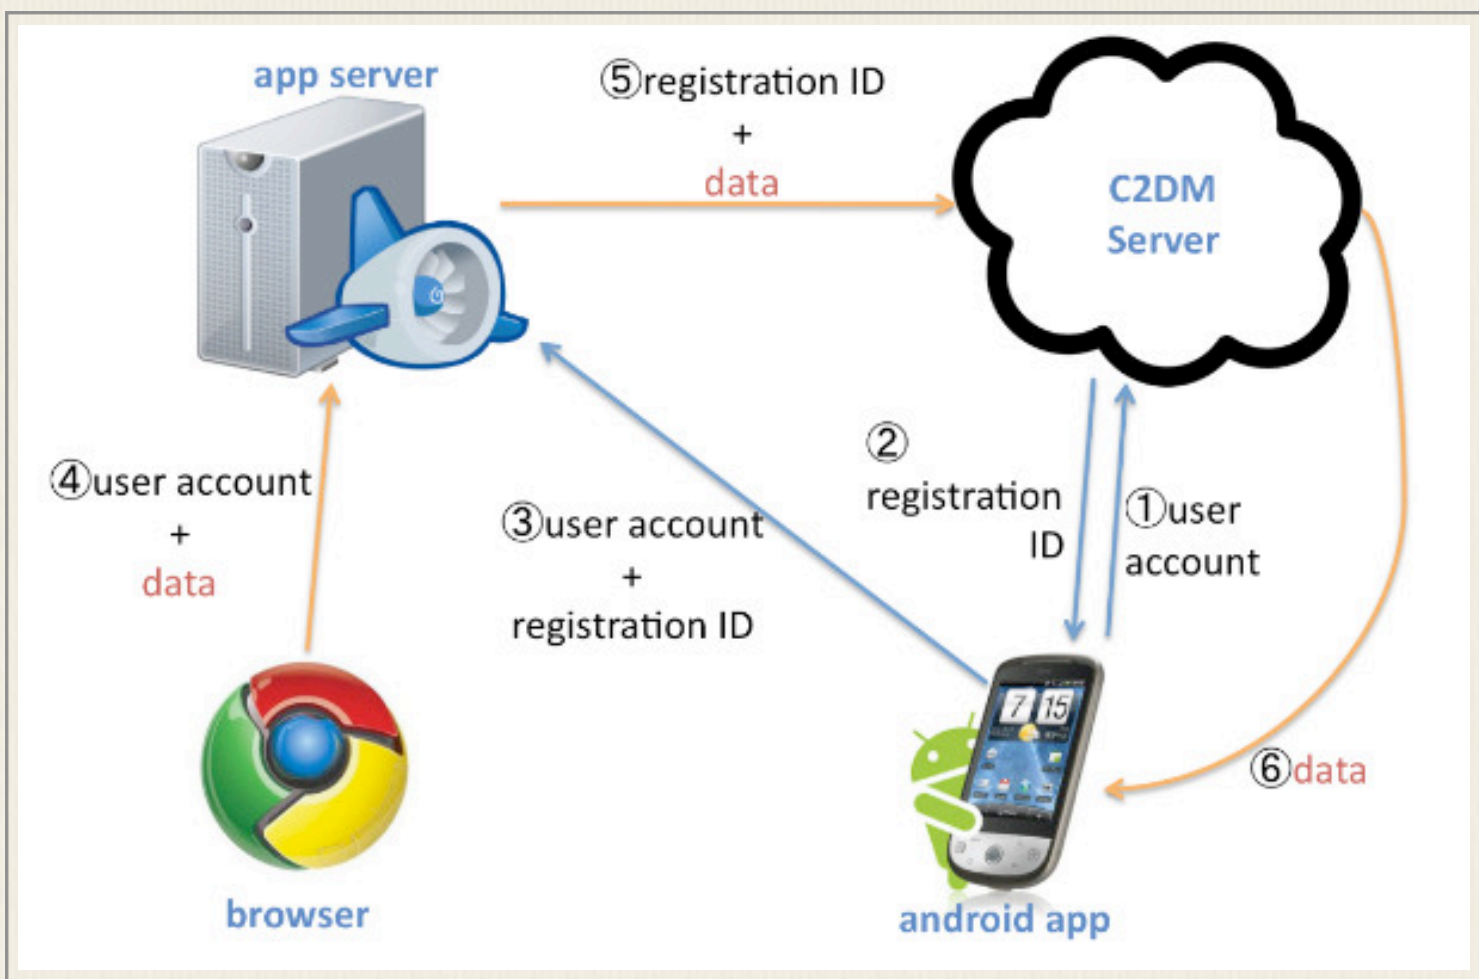 app server
⑤registration ID
+
data
C2DM
Server
②
registration
ID
①user
account
④user account
+
data
③user account
+
registration ID
7 15
⑥data
browser
android app